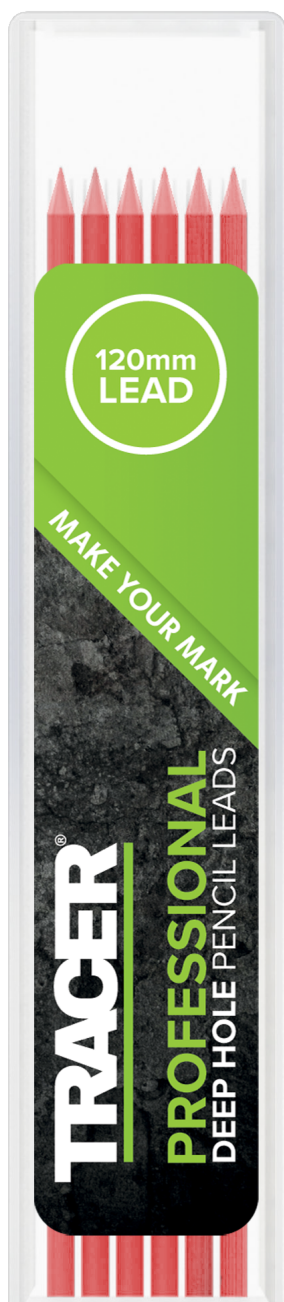 120mm
LEAD
MAKE YOUR MARK
TRACER®
PROFESSIONAL
DEEP HOLE PENCIL LEADS